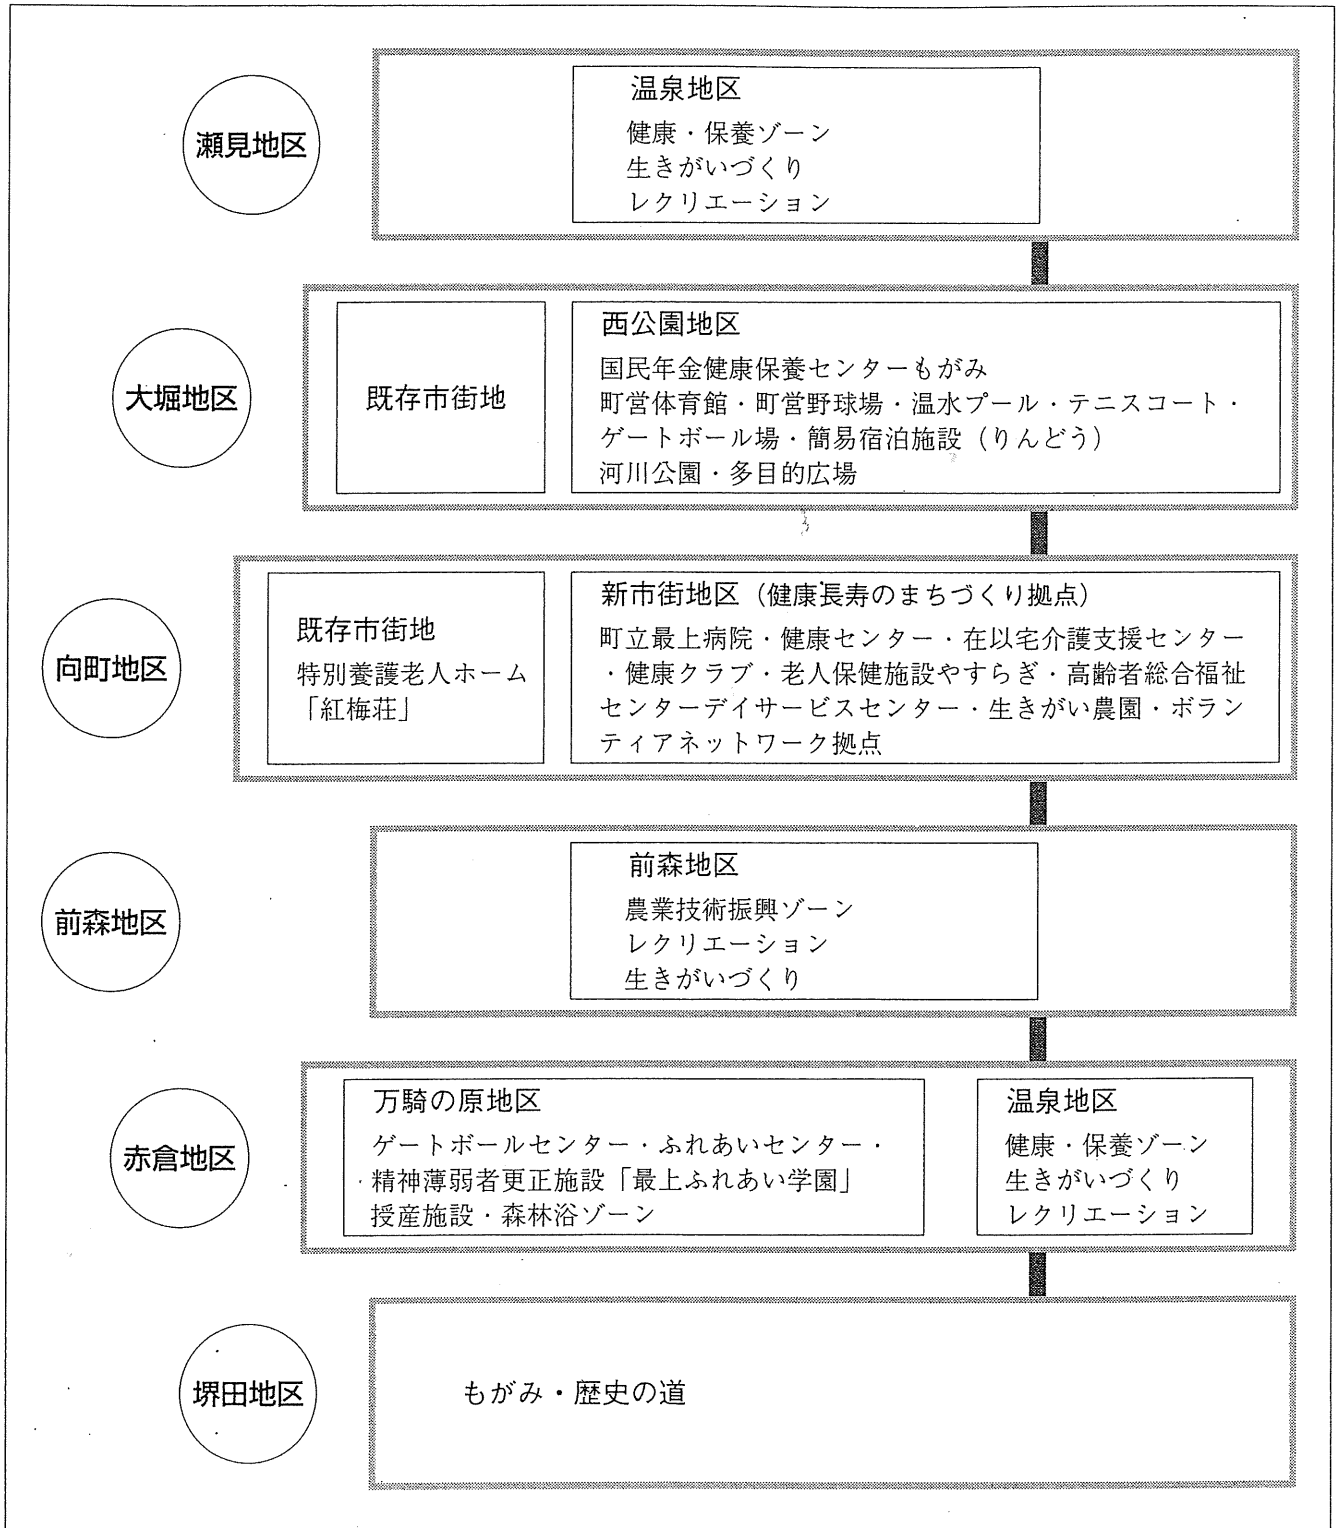 瀬見地区
温泉地区
健康・保養ゾーン
生きがいづくり
レクリエーション
大堀地区
既存市街地
西公園地区
国民年金健康保養センターもがみ
町営体育館・町営野球場・温水プール・テニスコート・
ゲートボール場・簡易宿泊施設（りんどう）
河川公園・多目的広場
向町地区
既存市街地
特別養護老人ホーム
「紅梅荘」
新市街地区（健康長寿のまちづくり拠点）
町立最上病院・健康センター・在以宅介護支援センター
・健康クラブ・老人保健施設やすらぎ・高齢者総合福祉
センターデイサービスセンター・生きがい農園・ボラン
ティアネットワーク拠点
前森地区
前森地区
農業技術振興ゾーン
レクリエーション
生きがいづくり
赤倉地区
万騎の原地区
ゲートボールセンター・ふれあいセンター・
精神薄弱者更正施設「最上ふれあい学園」
授産施設・森林浴ゾーン
温泉地区
健康・保養ゾーン
生きがいづくり
レクリエーション
堺田地区
もがみ・歴史の道